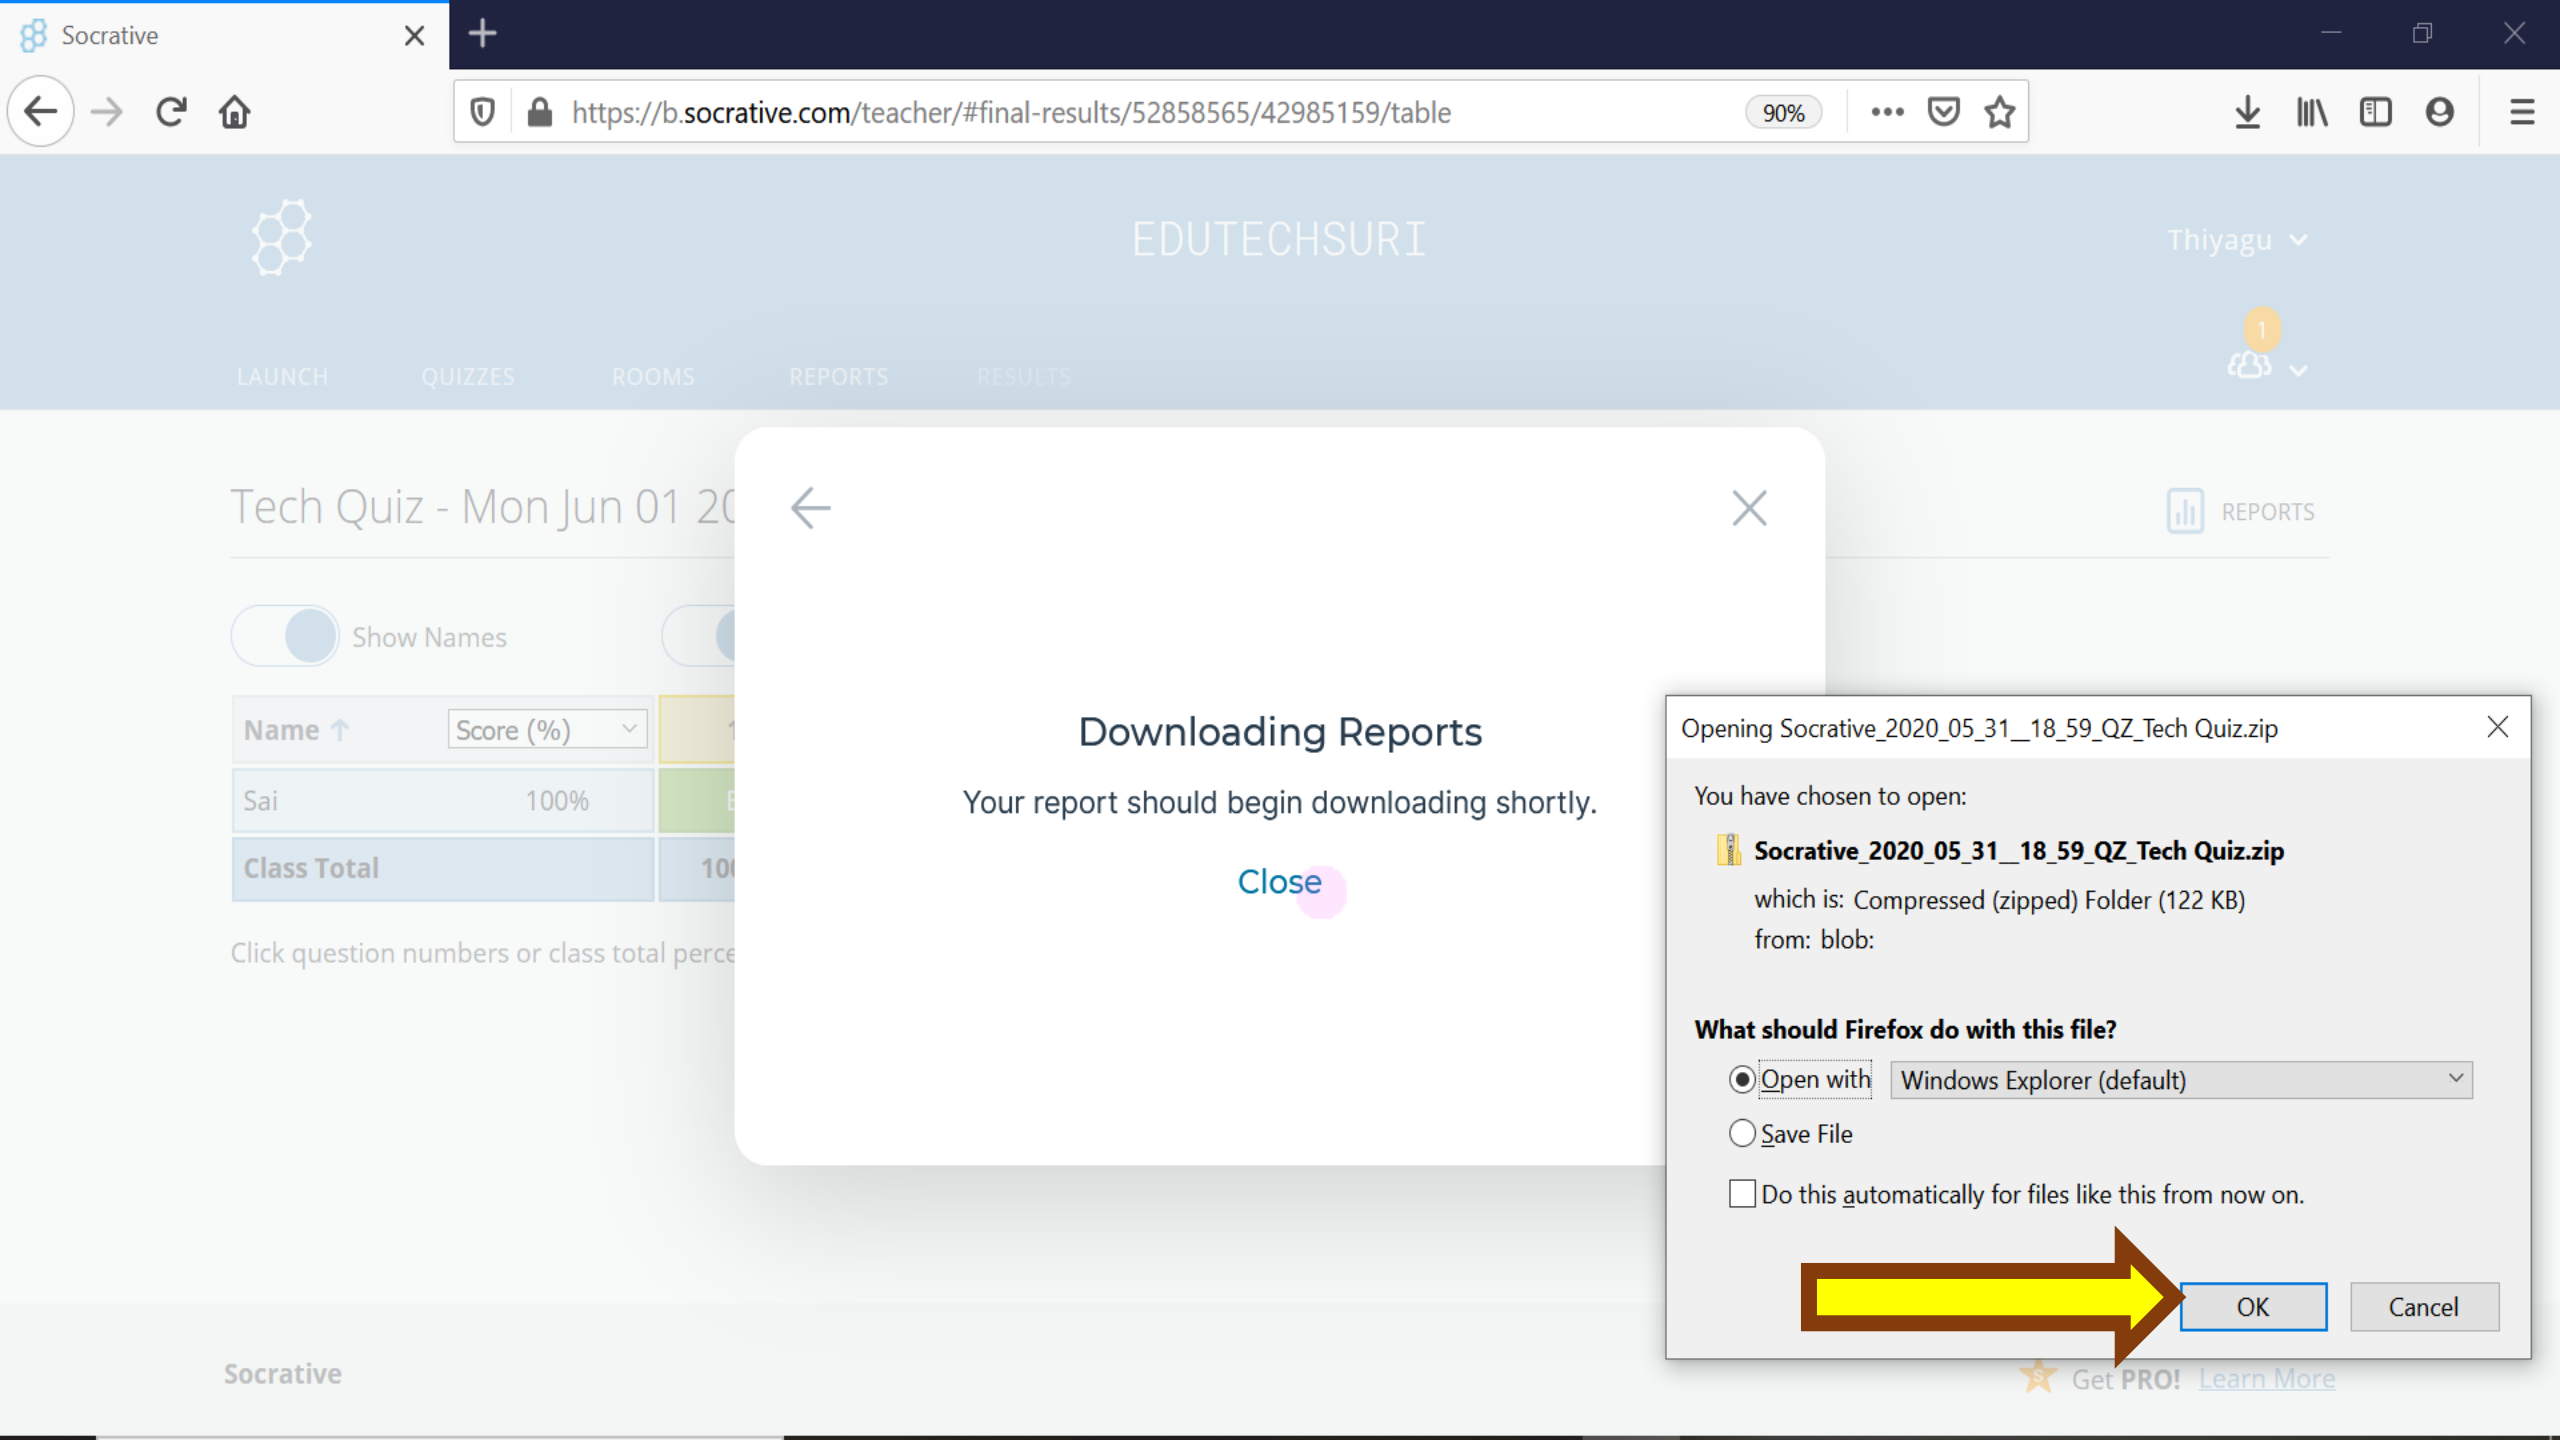 Socrative
https://b.socrative.com/teacher/#final-results/52858565/42985159/table
90%
EDUTECHSURI
Thiyagu
1
LAUNCH QUIZZES ROOMS REPORTS RESULTS
Tech Quiz - Mon Jun 01
REPORTS
Show Names
Name Score (%)
Sai 100%
Class Total
Click question numbers or class total
Downloading Reports
Your report should begin downloading shortly.
Close
Opening Socrative_2020_05_31__18_59_QZ_Tech Quiz.zip
You have chosen to open:
Socrative_2020_05_31__18_59_QZ_Tech Quiz.zip
which is: Compressed (zipped) Folder (122 KB)
from: blob:
What should Firefox do with this file?
Open with Windows Explorer (default)
Save File
Do this automatically for files like this from now on.
OK Cancel
Socrative
Get PRO! Learn More